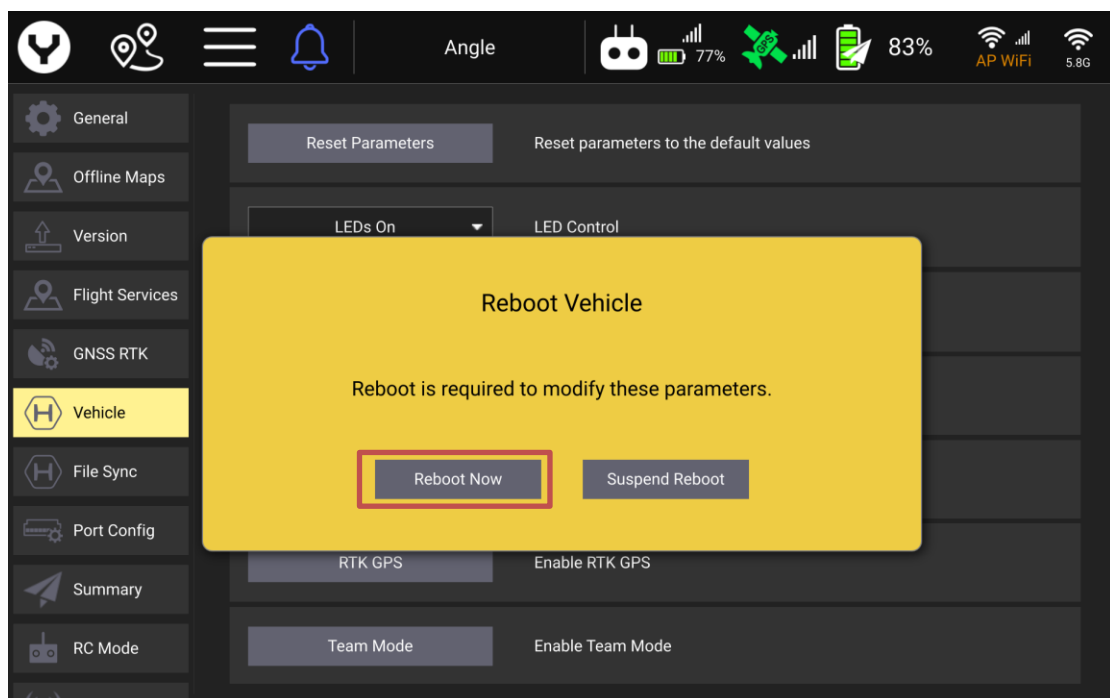 Angle
77%
GPS
83%
AP WiFi
5.8G
General
Reset Parameters
Reset parameters to the default values
Offline Maps
Version
LEDs On
LED Control
Flight Services
Reboot Vehicle
GNSS RTK
Reboot is required to modify these parameters.
Vehicle
File Sync
Reboot Now
Suspend Reboot
Port Config
RTK GPS
Enable RTK GPS
Summary
RC Mode
Team Mode
Enable Team Mode